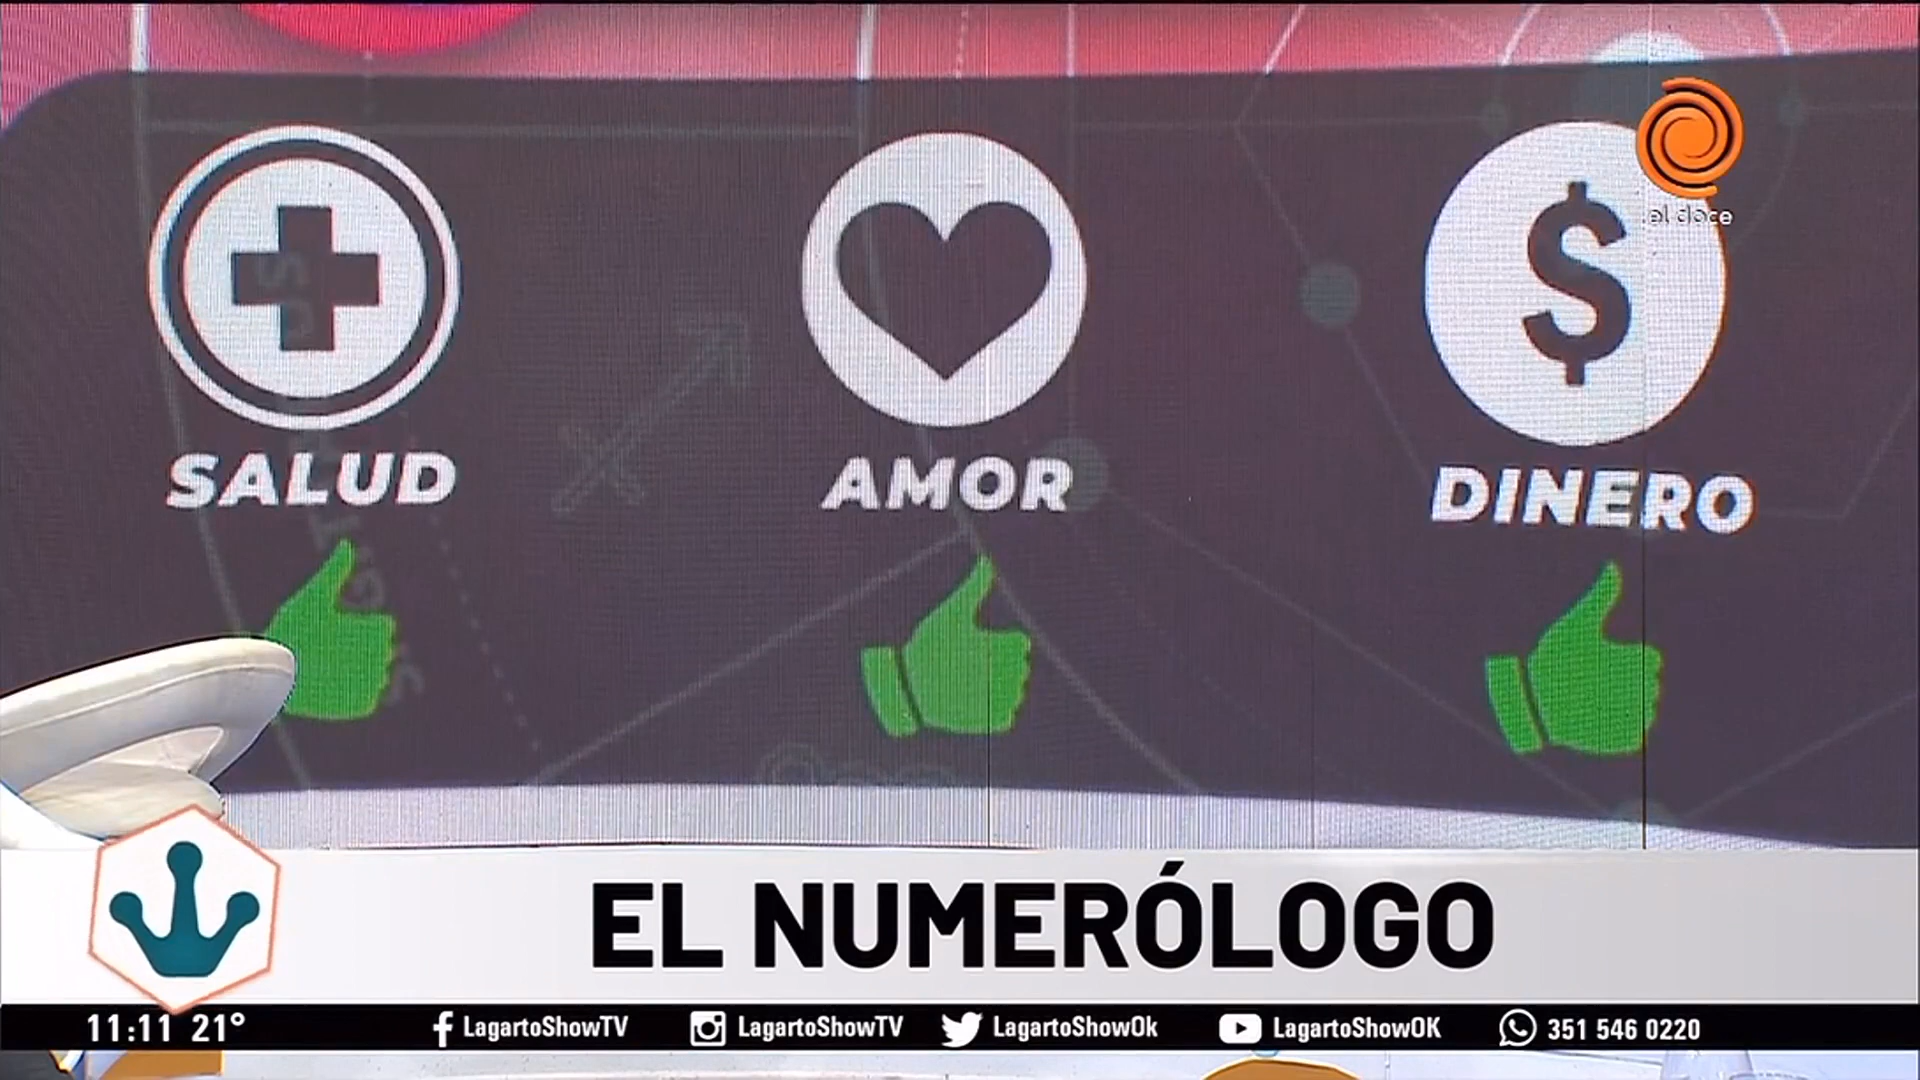 el doce
SALUD
AMOR
DINERO
EL NUMERÓLOGO
11:11 21°
LagartoShowTV
LagartoShowTV
LagartoShowOk
LagartoShowOK
351 546 0220